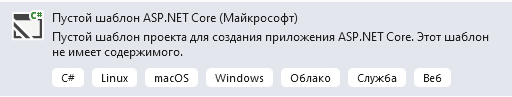 C#
Пустой шаблон ASP.NET Core (Майкрософт)
Пустой шаблон проекта для создания приложения ASP.NET Core. Этот шаблон
не имеет содержимого.
C# Linux macOS Windows Облако Служба Веб